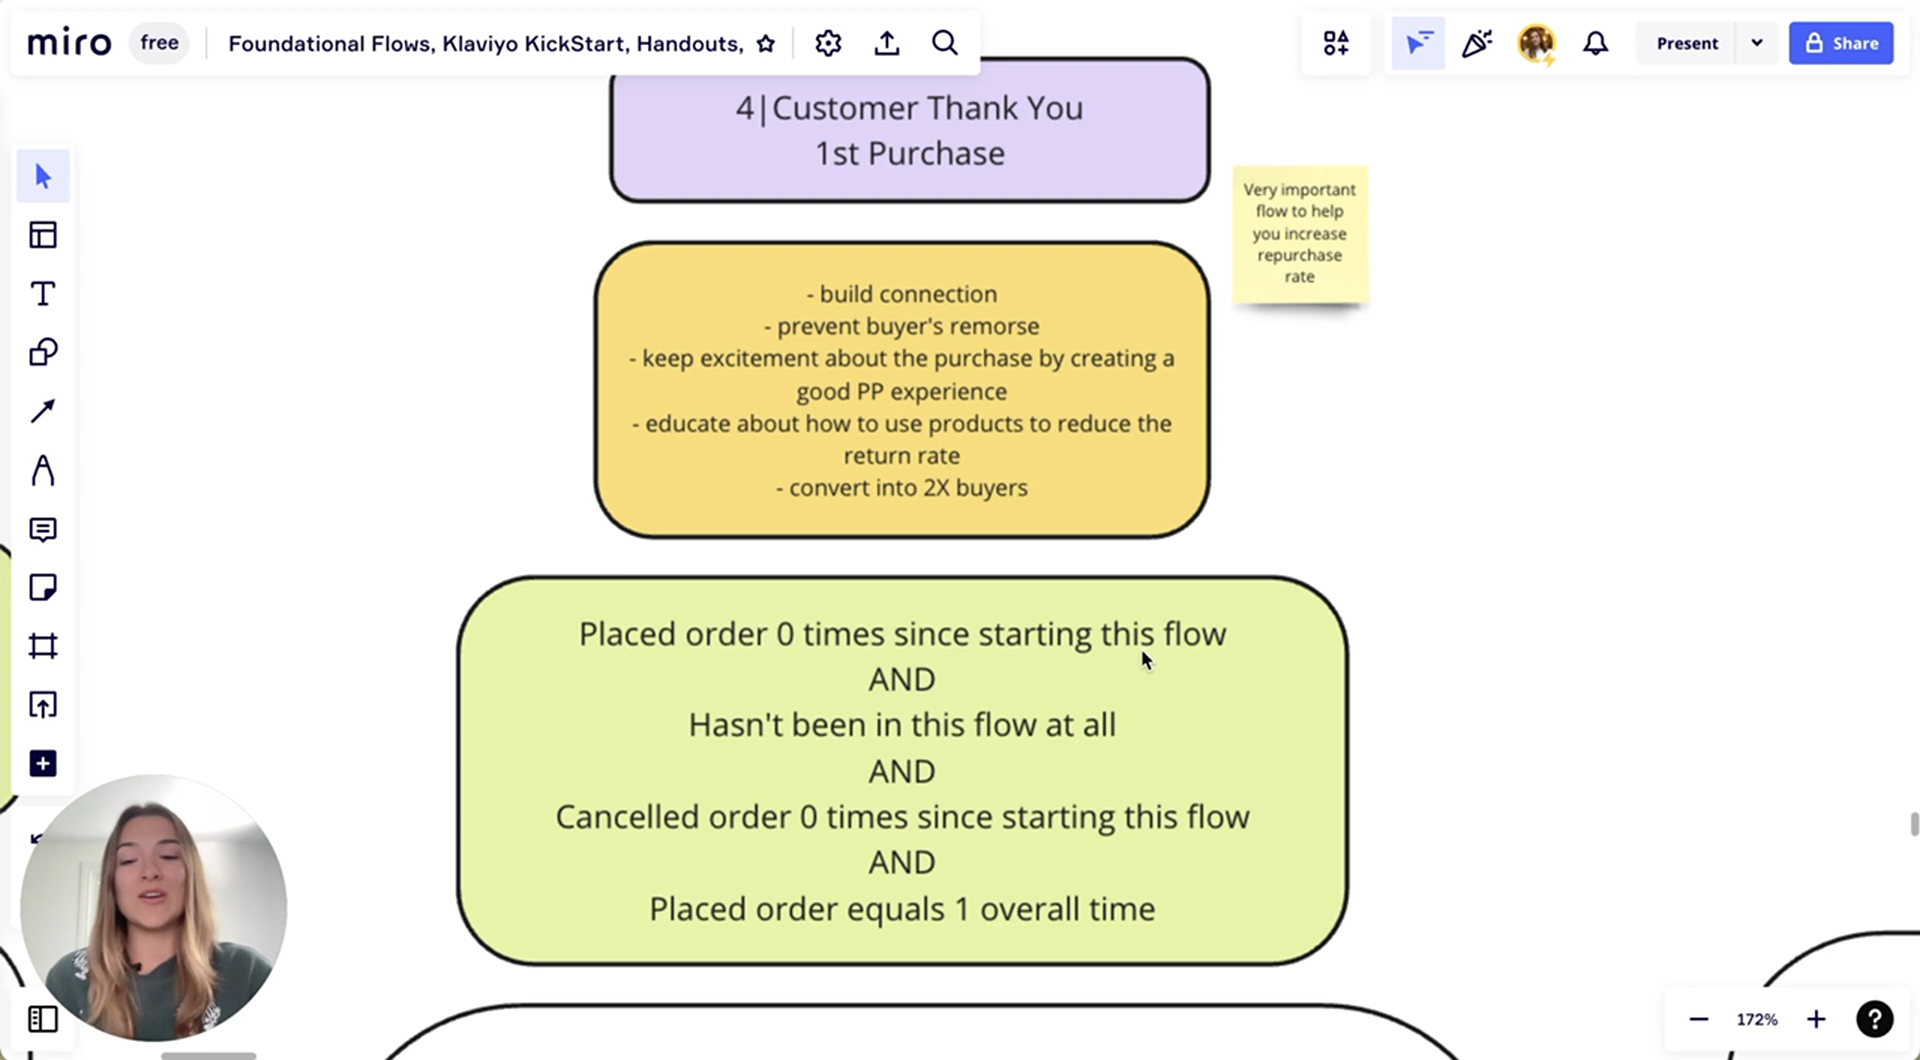 miro
free
Foundational Flows, Klaviyo KickStart, Handouts,
Present
Share
4|Customer Thank You
1st Purchase
Very important
flow to help
you increase
repurchase
rate
- build connection
- prevent buyer's remorse
- keep excitement about the purchase by creating a
good PP experience
- educate about how to use products to reduce the
return rate
- convert into 2X buyers
Placed order 0 times since starting this flow
AND
Hasn't been in this flow at all
AND
Cancelled order 0 times since starting this flow
AND
Placed order equals 1 overall time
172%